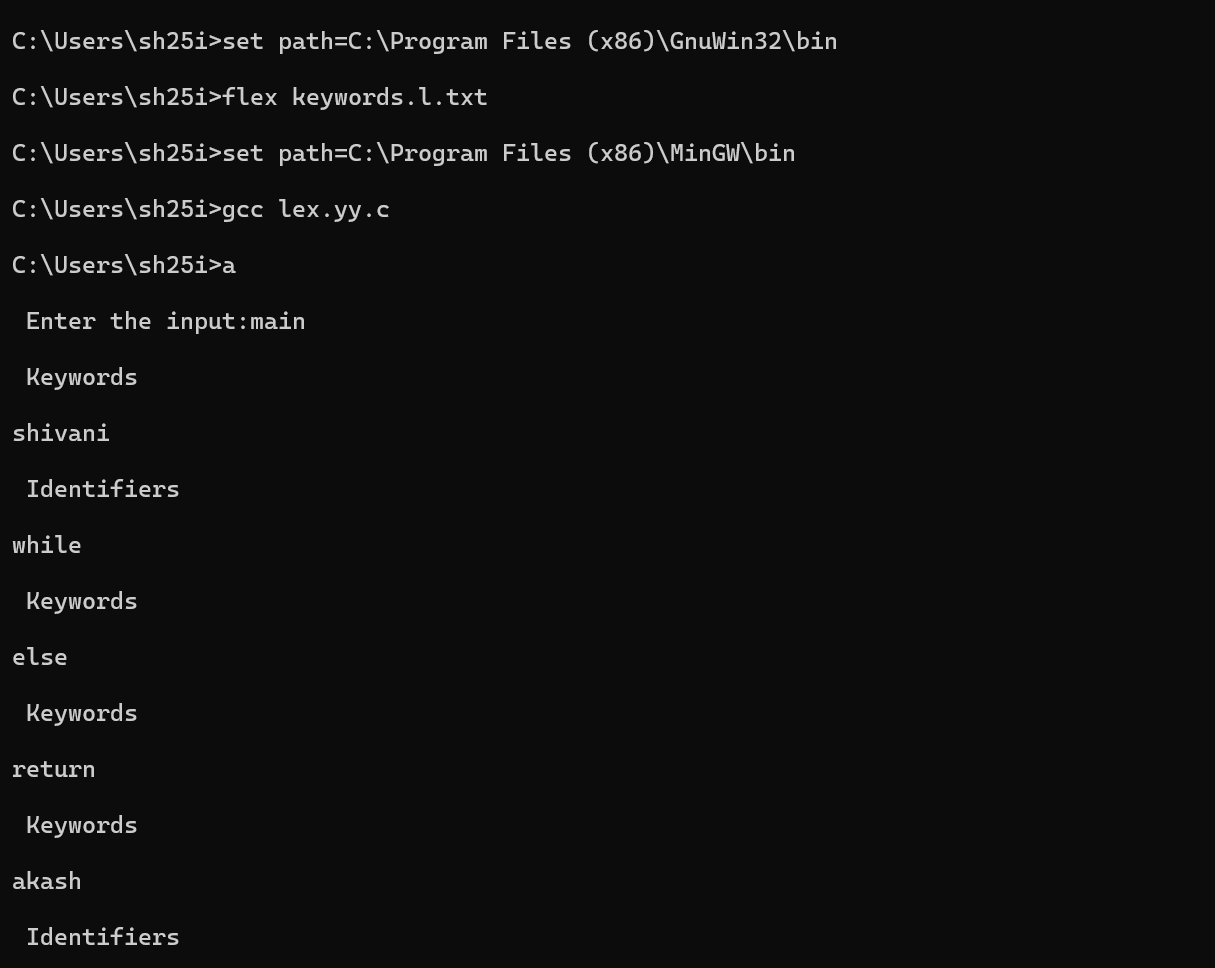 C:\Users\sh25i>set path=C:\Program Files (x86)\GnuWin32\bin
C:\Users\sh25i>flex keywords.l.txt
C:\Users\sh25i>set path=C:\Program Files (x86)\MinGW\bin
C:\Users\sh25i>gcc lex.yy.c
C:\Users\sh25i>a
Enter the input:main
Keywords
shivani
Identifiers
while
Keywords
else
Keywords
return
Keywords
akash
Identifiers